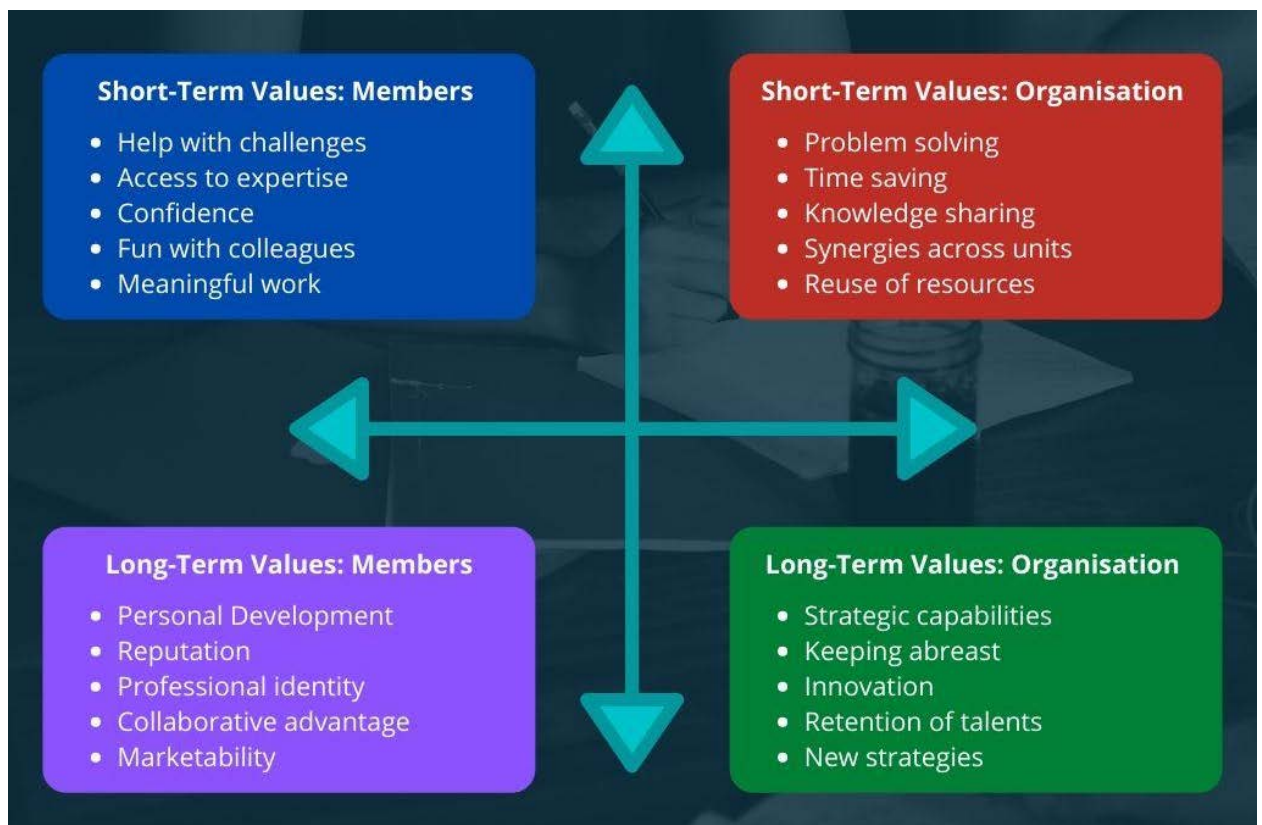 Short-Term Values: Members
• Help with challenges
• Access to expertise
• Confidence
• Fun with colleagues
• Meaningful work
Short-Term Values: Organisation
• Problem solving
• Time saving
• Knowledge sharing
• Synergies across units
• Reuse of resources
Long-Term Values: Members
• Personal Development
• Reputation
• Professional identity
• Collaborative advantage
• Marketability
Long-Term Values: Organisation
• Strategic capabilities
• Keeping abreast
• Innovation
• Retention of talents
• New strategies